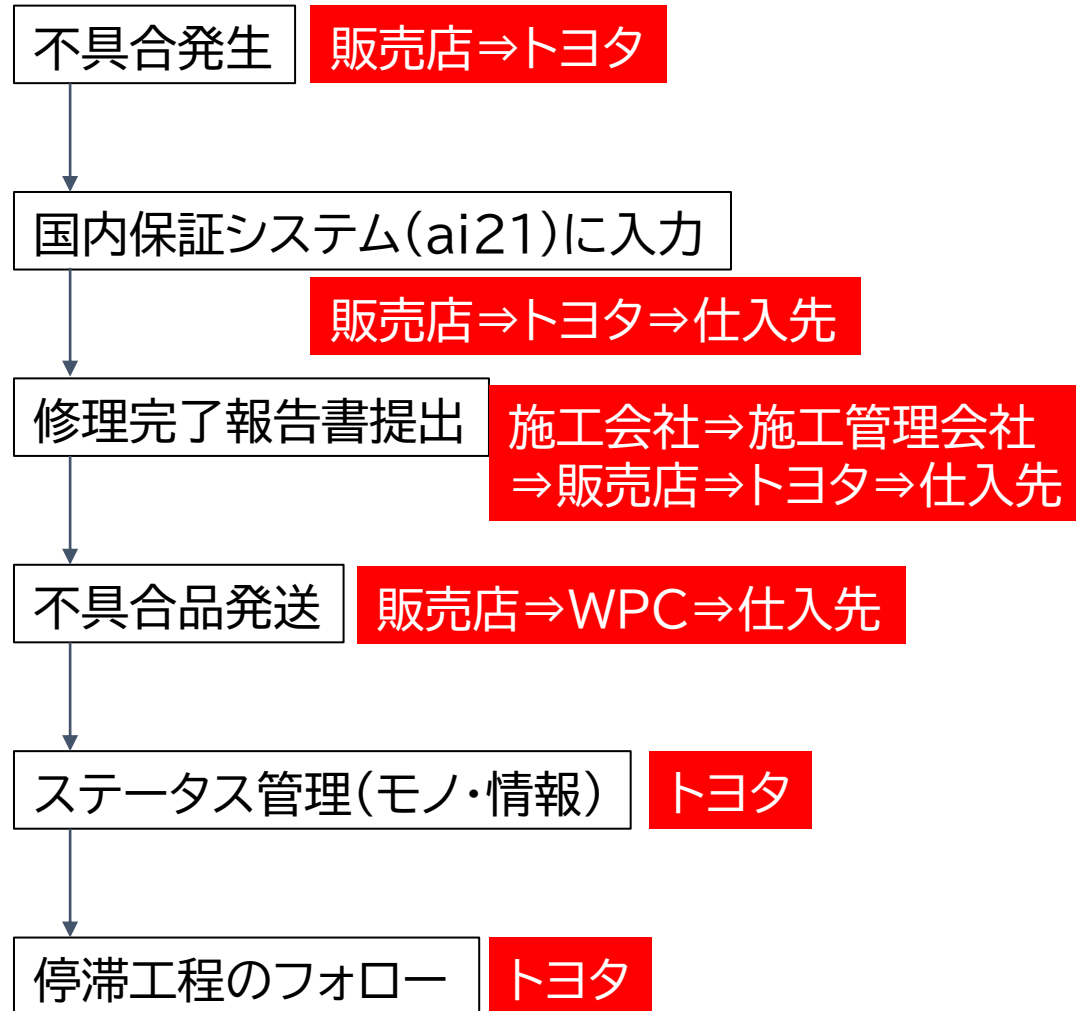 不具合発生
販売店⇒トヨタ
国内保証システム(ai21)に入力
販売店⇒トヨタ⇒仕入先
修理完了報告書提出
施工会社⇒施工管理会社
⇒販売店⇒トヨタ⇒仕入先
不具合品発送
販売店⇒WPC⇒仕入先
ステータス管理(モノ・情報)
トヨタ
停滞工程のフォロー
トヨタ